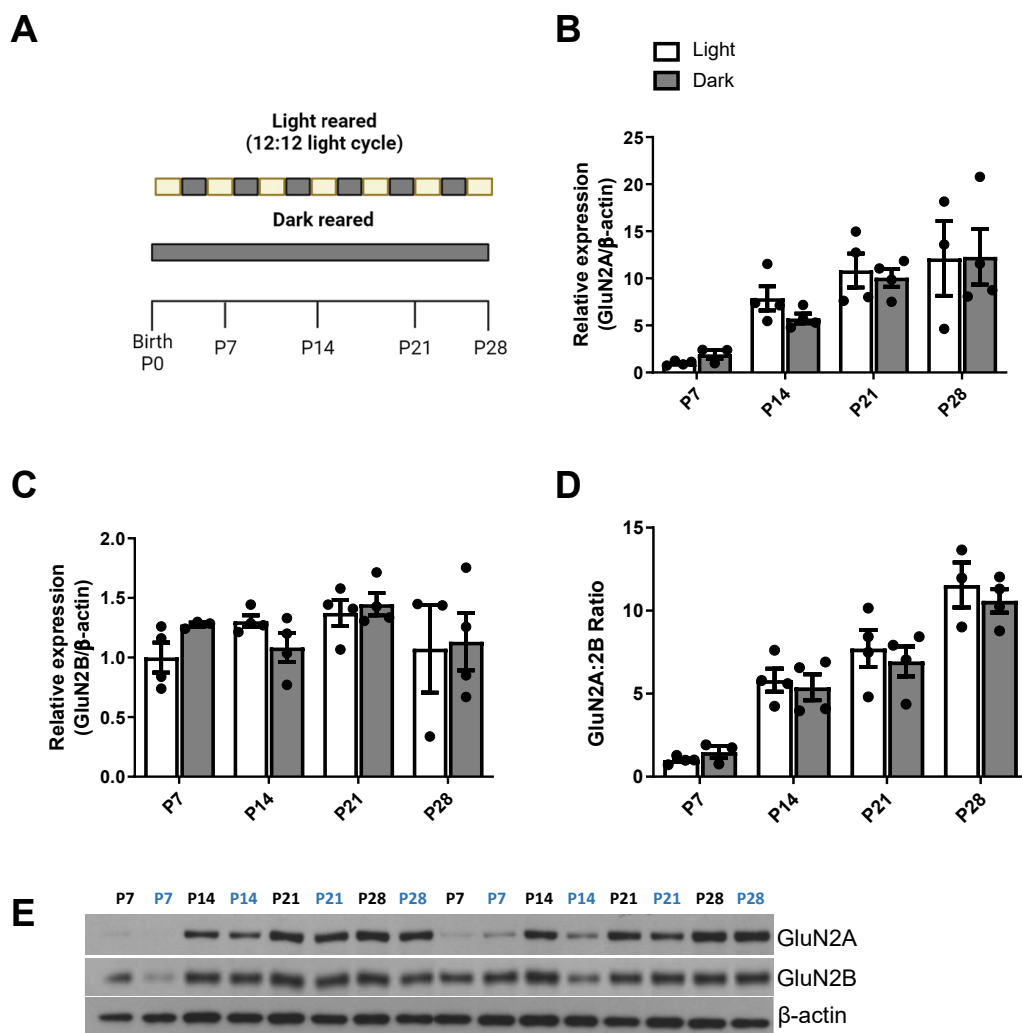 A
Light reared
(12:12 light cycle)
Dark reared
Birth
P0
P7
P14
P21
P28
B
Light
Dark
Relative expression
(GluN2A/β-actin)
25
20
15
10
5
0
P7
P14
P21
P28
C
Relative expression
(GluN2B/β-actin)
2.0
1.5
1.0
0.5
0.0
P7
P14
P21
P28
D
GluN2A:2B Ratio
15
10
5
0
P7
P14
P21
P28
E
P7 P7 P14 P14 P21 P21 P28 P28 P7 P7 P14 P14 P21 P21 P28 P28
GluN2A
GluN2B
β-actin